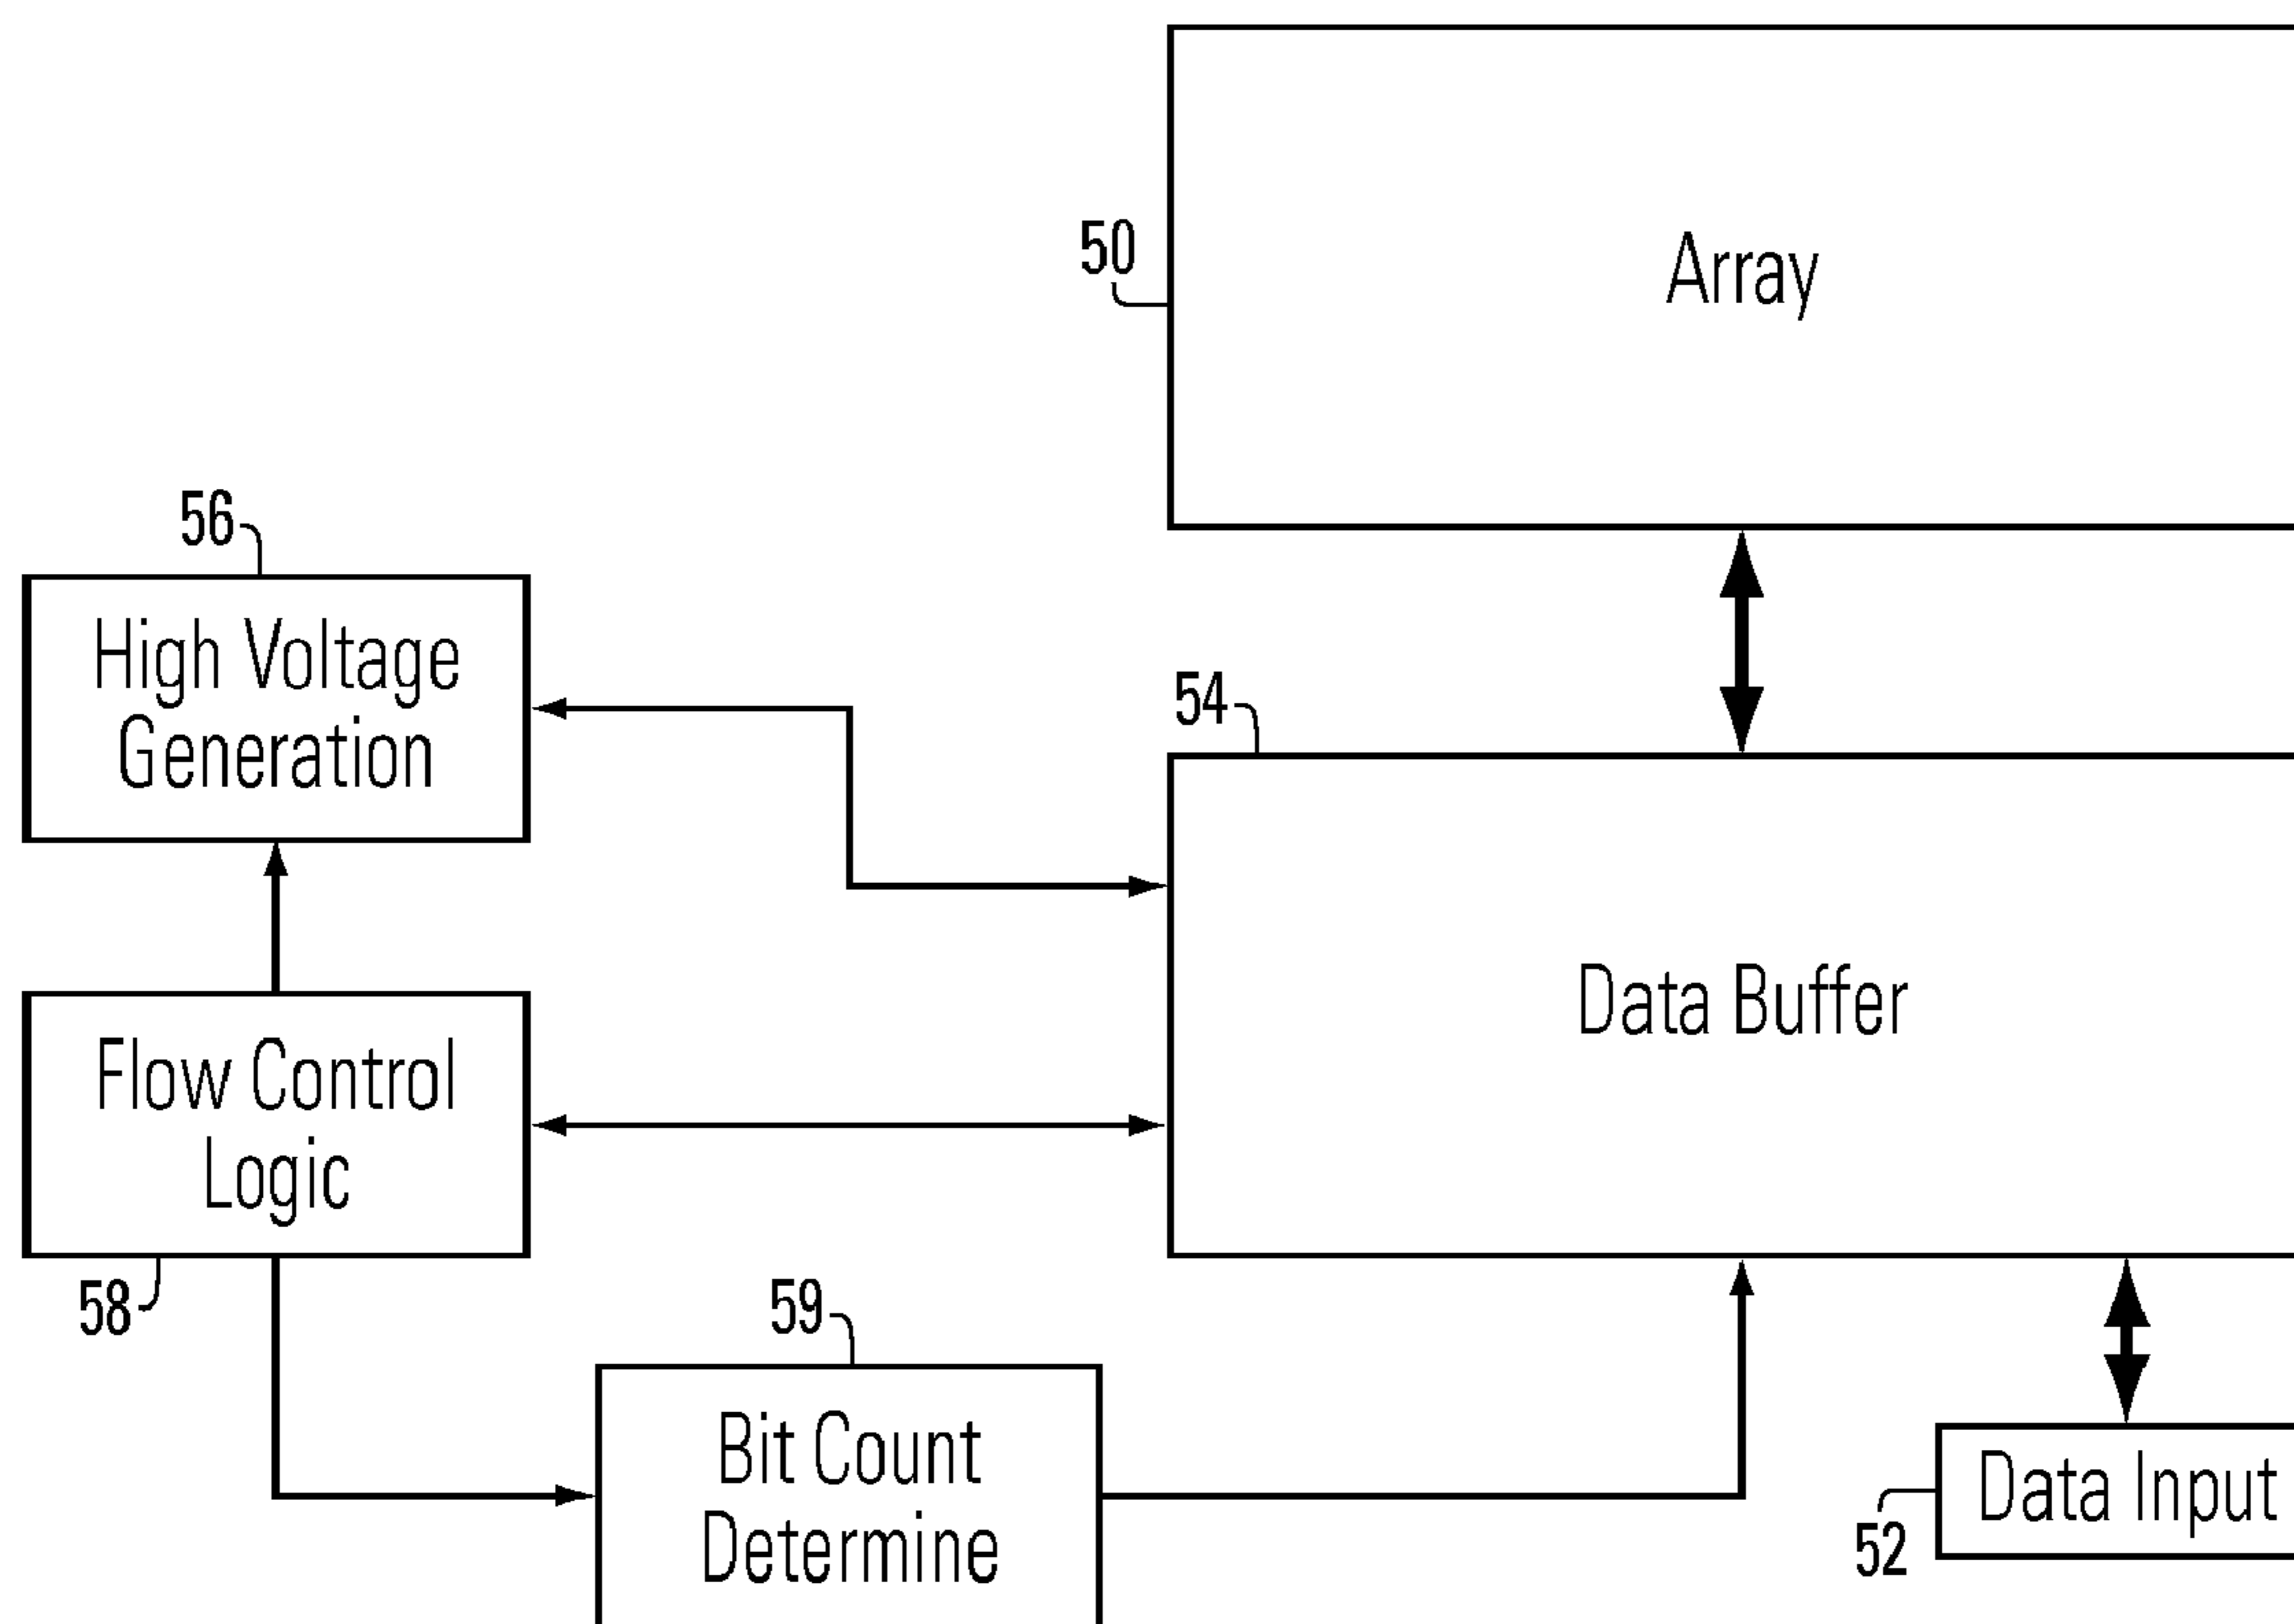 50
Array
56
High Voltage
Generation
54
Data Buffer
Flow Control
Logic
58
59
Bit Count
Determine
Data Input
52